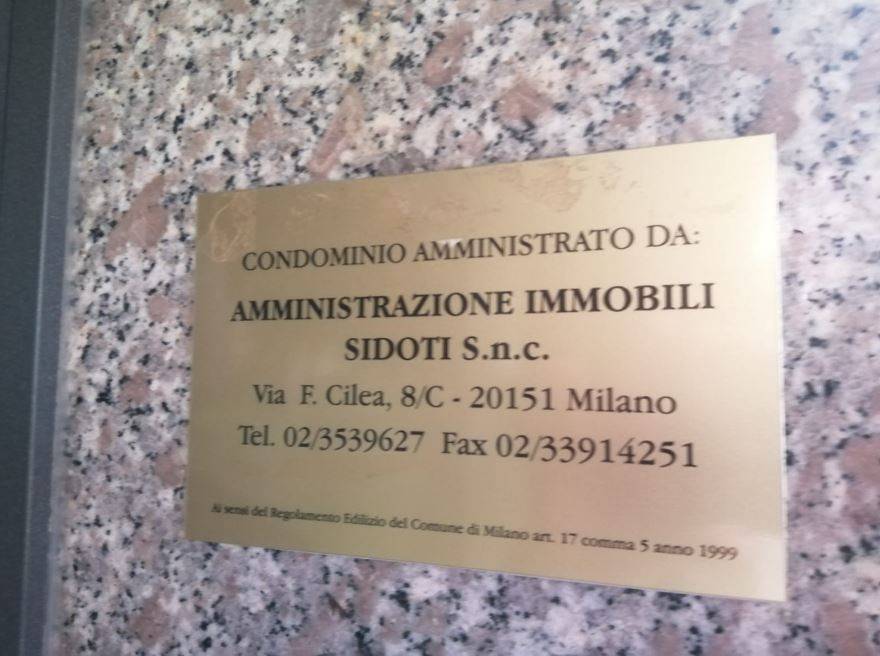 CONDOMINIO AMMINISTRATO DA:
AMMINISTRAZIONE IMMOBILI
SIDOTI S.n.c.
Via F. Cilea, 8/C - 20151 Milano
Tel. 02/3539627 Fax 02/33914251
Ai sensi del Regolamento Edilizio del Comune di Milano art. 17 comma 5 anno 1999